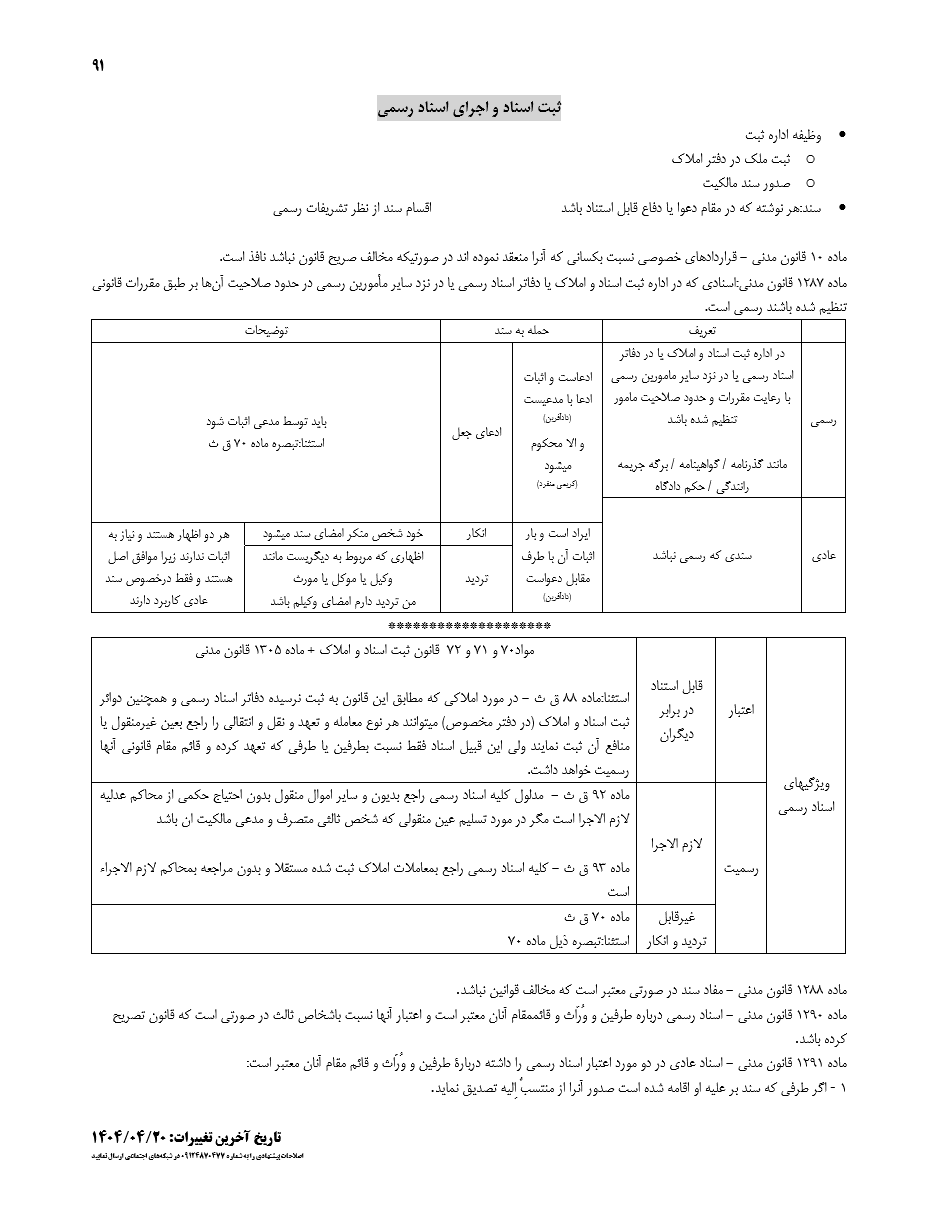 ۹۱
ثبت اسناد و اجرای اسناد رسمی
• وظیفه اداره ثبت
○ ثبت ملک در دفتر املاک
○ صدور سند مالکیت
• سند:هر نوشته که در مقام دعوا یا دفاع قابل استناد باشد اقسام سند از نظر تشریفات رسمی
ماده ۱۰ قانون مدنی – قراردادهای خصوصی نسبت بکسانی که آنرا منعقد نموده اند در صورتیکه مخالف صریح قانون نباشد نافذ است.
ماده ۱۲۸۷ قانون مدنی:اسنادی که در اداره ثبت اسناد و املاک یا دفاتر اسناد رسمی یا در نزد سایر مأمورین رسمی در حدود صلاحیت آن‌ها بر طبق مقررات قانونی
تنظیم شده باشند رسمی است.
تعریف حمله به سند توضیحات
رسمی
در اداره ثبت اسناد و املاک یا در دفاتر
اسناد رسمی یا در نزد سایر مامورین رسمی
با رعایت مقررات و حدود صلاحیت مامور
تنظیم شده باشد
مانند گذرنامه / گواهینامه / برگه جریمه
رانندگی / حکم دادگاه
ادعاست و اثبات
ادعا با مدعیست
(دادآفرین)
و الا محکوم
میشود
(کریمی منفرد)
ادعای جعل
باید توسط مدعی اثبات شود
استثنا:تبصره ماده ۷۰ ق ث
عادی
سندی که رسمی نباشد
ایراد است و بار
اثبات آن با طرف
مقابل دعواست
(دادآفرین)
انکار
خود شخص منکر امضای سند میشود
تردید
اظهاری که مربوط به دیگریست مانند
وکیل یا موکل یا مورث
من تردید دارم امضای وکیلم باشد
هر دو اظهار هستند و نیاز به
اثبات ندارند زیرا موافق اصل
هستند و فقط درخصوص سند
عادی کاربرد دارند
********************
ویژگیهای
اسناد رسمی
اعتبار
قابل استناد
در برابر
دیگران
مواد۷۰ و ۷۱ و ۷۲ قانون ثبت اسناد و املاک + ماده ۱۳۰۵ قانون مدنی
استثنا:ماده ۸۸ ق ث – در مورد املاکی که مطابق این قانون به ثبت نرسیده دفاتر اسناد رسمی و همچنین دوائر
ثبت اسناد و املاک (در دفتر مخصوص) میتوانند هر نوع معامله و تعهد و نقل و انتقالی را راجع بعین غیرمنقول یا
منافع آن ثبت نمایند ولی این قبیل اسناد فقط نسبت بطرفین یا طرفی که تعهد کرده و قائم مقام قانونی آنها
رسمیت خواهد داشت.
رسمیت
لازم الاجرا
ماده ۹۲ ق ث – مدلول کلیه اسناد رسمی راجع بدیون و سایر اموال منقول بدون احتیاج حکمی از محاکم عدلیه
لازم الاجرا است مگر در مورد تسلیم عین منقولی که شخص ثالثی متصرف و مدعی مالکیت ان باشد
ماده ۹۳ ق ث – کلیه اسناد رسمی راجع بمعاملات املاک ثبت شده مستقلا و بدون مراجعه بمحاکم لازم الاجراء
است
غیرقابل
تردید و انکار
ماده ۷۰ ق ث
استثنا:تبصره ذیل ماده ۷۰
ماده ۱۲۸۸ قانون مدنی – مفاد سند در صورتی معتبر است که مخالف قوانین نباشد.
ماده ۱۲۹۰ قانون مدنی – اسناد رسمی درباره طرفین و وُرّاث و قائممقام آنان معتبر است و اعتبار آنها نسبت باشخاص ثالث در صورتی است که قانون تصریح
کرده باشد.
ماده ۱۲۹۱ قانون مدنی – اسناد عادی در دو مورد اعتبار اسناد رسمی را داشته دربارهٔ طرفین و وُرّاث و قائم مقام آنان معتبر است:
۱ - اگر طرفی که سند بر علیه او اقامه شده است صدور آنرا از منتسبٌ اِلیه تصدیق نماید.
تاریخ آخرین تغییرات: ۱۴۰۴/۰۴/۲۰
اصلاحات پیشنهادی را به شماره ۰۹۱۲۴۸۷۰۴۷۷ در شبکه‌های اجتماعی ارسال نمایید